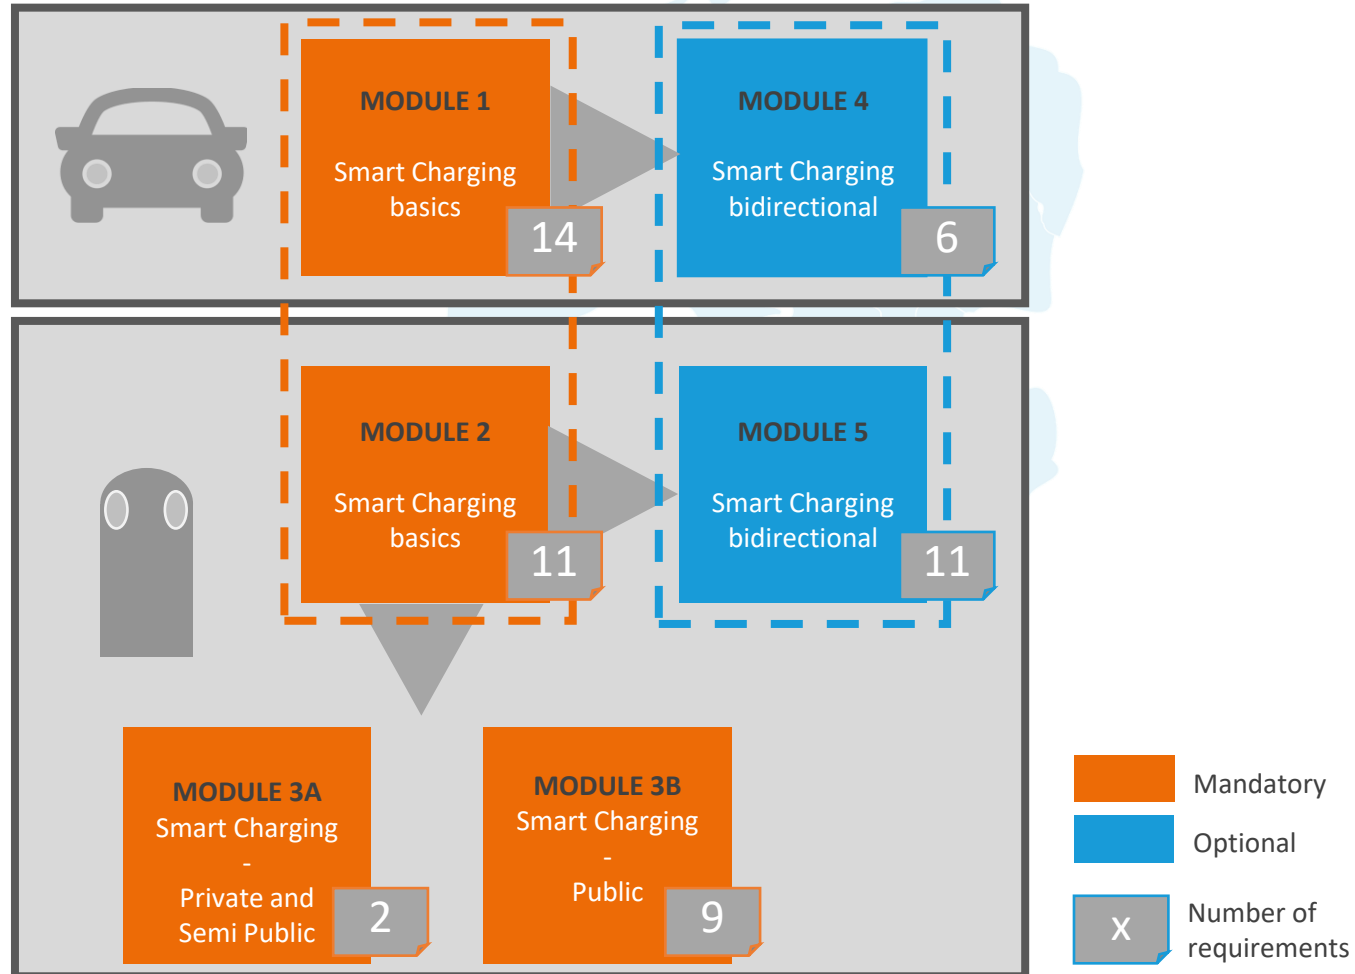 MODULE 1
Smart Charging
basics
14
MODULE 4
Smart Charging
bidirectional
6
MODULE 2
Smart Charging
basics
11
MODULE 5
Smart Charging
bidirectional
11
MODULE 3A
Smart Charging
-
Private and
Semi Public
2
MODULE 3B
Smart Charging
-
Public
9
Mandatory
Optional
X
Number of
requirements